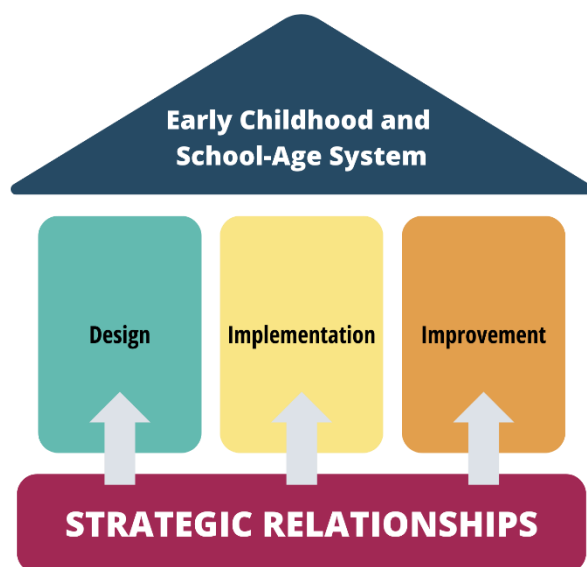 Early Childhood and
School-Age System
Design
Implementation
Improvement
STRATEGIC RELATIONSHIPS